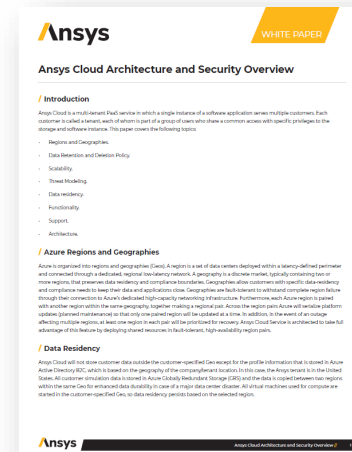 Ansys
WHITE PAPER
Ansys Cloud Architecture and Security Overview
/ Introduction
Ansys Cloud is a multi-tenant PaaS service in which a single instance of a software application serves multiple customers. Each
customer is called a tenant, each of whom is part of a group of users who share a common access with specific privileges to the
storage and software instance. This paper covers the following topics:
- Regions and Geographies.
- Data Retention and Deletion Policy.
- Scalability.
- Threat Modeling.
- Data residency.
- Functionality.
- Support.
- Architecture.
/ Azure Regions and Geographies
Azure is organized into regions and geographies (Geos). A region is a set of data centers deployed within a latency-defined perimeter
and connected through a dedicated, regional low-latency network. A geography is a discrete market, typically containing two or
more regions, that preserves data residency and compliance boundaries. Geographies allow customers with specific data-residency
and compliance needs to keep their data and applications close. Geographies are fault-tolerant to withstand complete region failure
through their connection to Azure's dedicated high-capacity networking infrastructure. Furthermore, each Azure region is paired
with another region within the same geography, together making a regional pair. Across the region pairs Azure will serialize platform
updates (planned maintenance) so that only one paired region will be updated at a time. In addition, in the event of an outage
affecting multiple regions, at least one region in each pair will be prioritized for recovery. Ansys Cloud Service is architected to take full
advantage of this feature by deploying shared resources in fault-tolerant, high-availability region pairs.
/ Data Residency
Ansys Cloud will not store customer data outside the customer-specified Geo except for the profile information that is stored in Azure
Active Directory B2C, which is based on the geography of the company/tenant location. In this case, the Ansys tenant is in the United
States. All customer simulation data is stored in Azure Globally Redundant Storage (GRS) and the data is copied between two regions
within the same Geo for enhanced data durability in case of a major data center disaster. All virtual machines used for compute are
started in the customer-specified Geo, so data residency persists based on the selected region.
Ansys
Ansys Cloud Architecture and Security Overview //